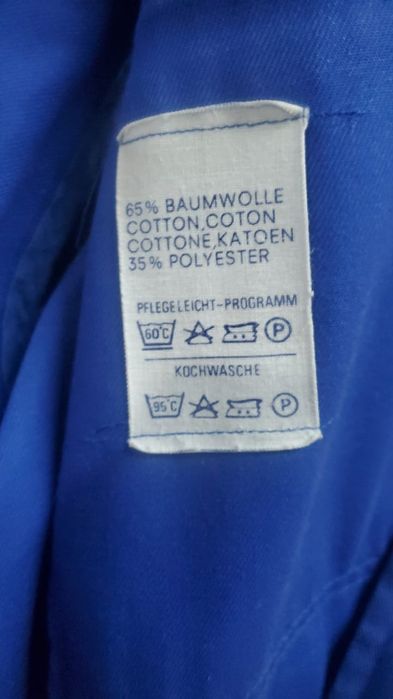 65% BAUMWOLLE
COTTON, COTON
COTTONE, KATOEN
35% POLYESTER
PFLEGELEICHT-PROGRAMM
60°C P
KOCHWÄSCHE
95°C P